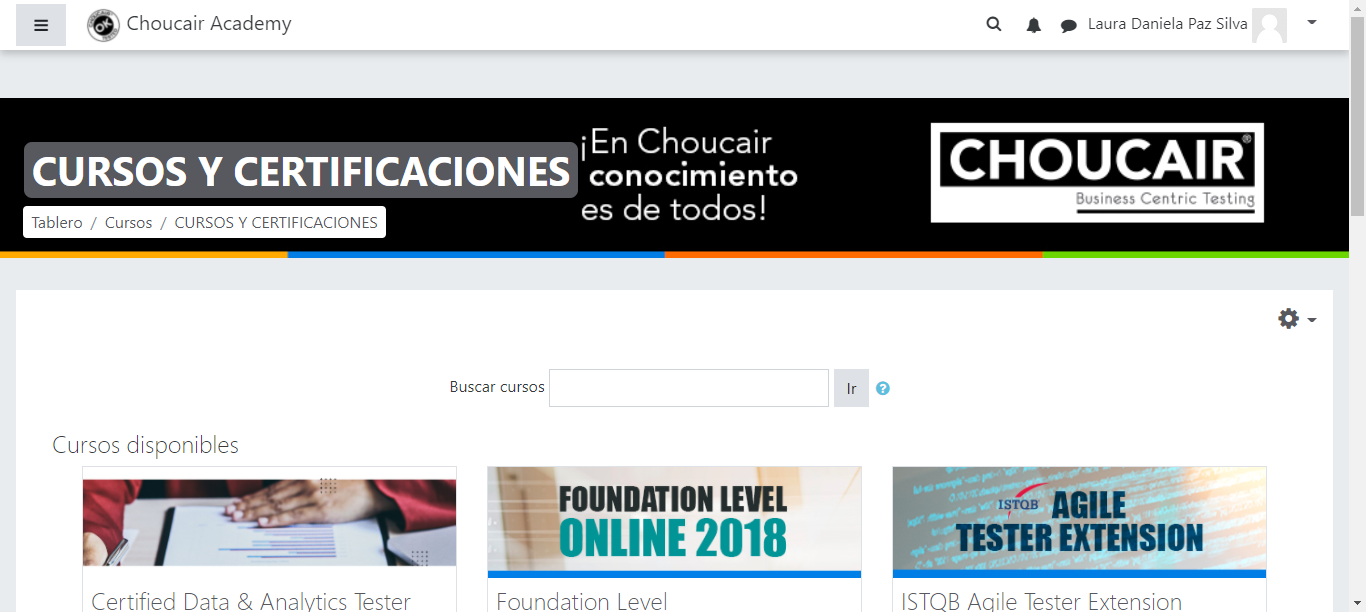 Choucair Academy
Laura Daniela Paz Silva
¡En Choucair
conocimiento
es de todos!
CHOUCAIR®
Business Centric Testing
CURSOS Y CERTIFICACIONES
Tablero / Cursos / CURSOS Y CERTIFICACIONES
Buscar cursos
Ir
Cursos disponibles
FOUNDATION LEVEL
ONLINE 2018
ISTQB AGILE
TESTER EXTENSION
Certified Data & Analytics Tester
Foundation Level
ISTQB Agile Tester Extension